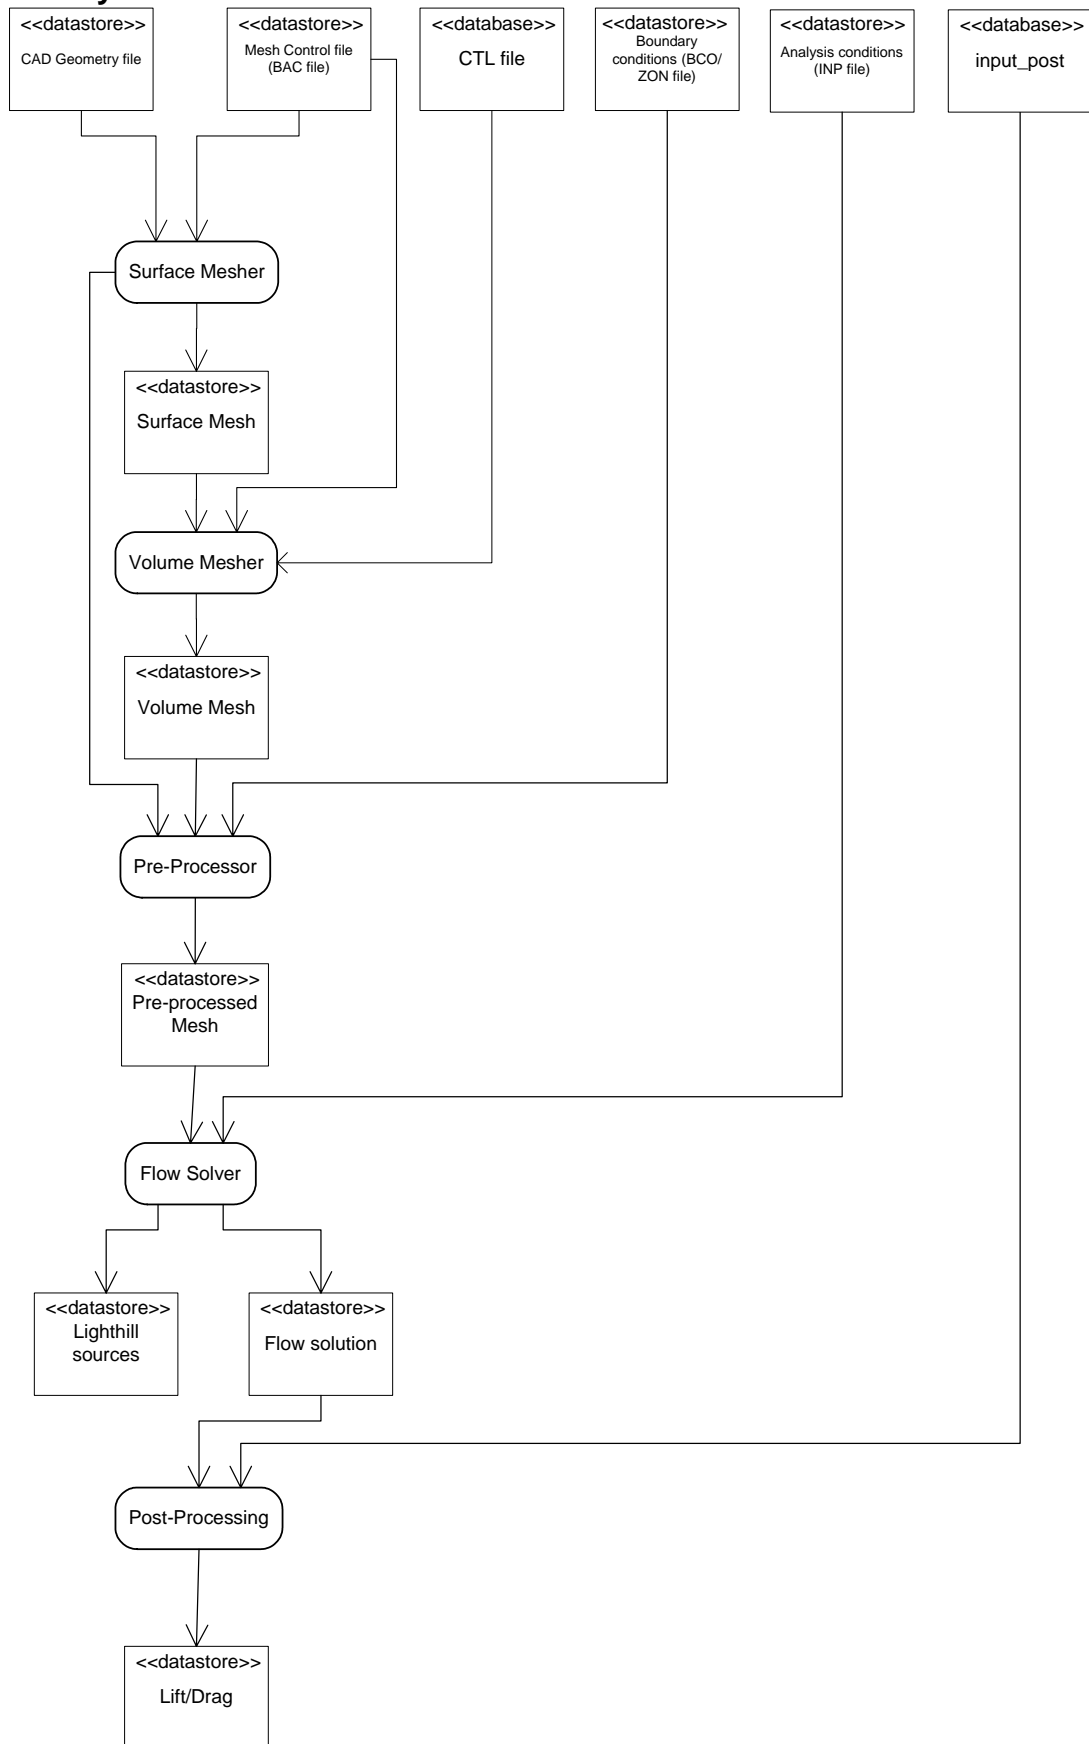 <<datastore>>
CAD Geometry file
<<datastore>>
Mesh Control file
(BAC file)
<<database>>
CTL file
<<datastore>>
Boundary
conditions (BCO/
ZON file)
<<datastore>>
Analysis conditions
(INP file)
<<database>>
input_post
Surface Mesher
<<datastore>>
Surface Mesh
Volume Mesher
<<datastore>>
Volume Mesh
Pre-Processor
<<datastore>>
Pre-processed
Mesh
Flow Solver
<<datastore>>
Lighthill
sources
<<datastore>>
Flow solution
Post-Processing
<<datastore>>
Lift/Drag